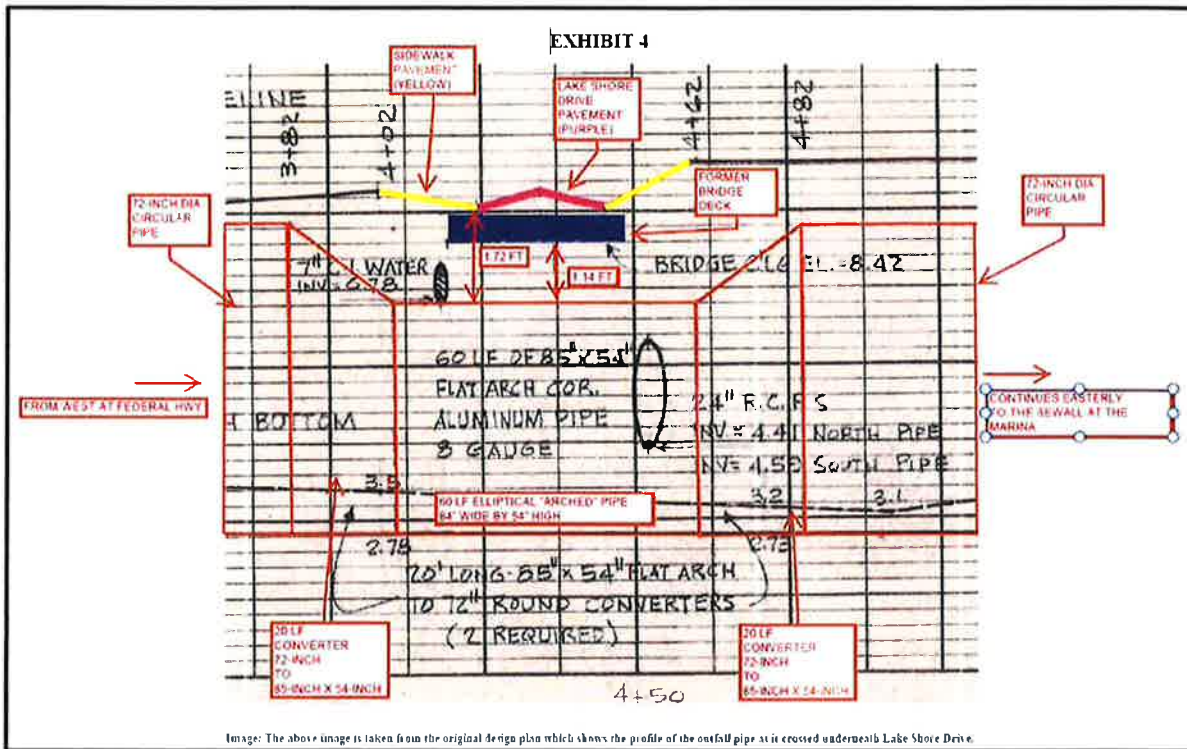 EXHIBIT 4
SIDEWALK
PAVEMENT
(YELLOW)
LAKE SHORE
DRIVE
PAVEMENT
(PURPLE)
ELINE
3+82
4+02
4+62
4+82
FORMER
BRIDGE
DECK
72-INCH DIA
CIRCULAR
PIPE
72-INCH DIA
CIRCULAR
PIPE
7" C.I. WATER
INV=6.78
1.72 FT
1.14 FT
BRIDGE C'L'G EL.=8.42
60 LF OF 85" X 54"
FLAT ARCH COR.
ALUMINUM PIPE
8 GAUGE
24" R.C.P.'S
INV.= 4.41 NORTH PIPE
INV= 4.50 SOUTH PIPE
FROM WEST AT FEDERAL HWY
CONTINUES EASTERLY
TO THE SEWALL AT THE
MARINA
H BOTTOM
3.5
60 LF ELLIPTICAL "ARCHED" PIPE
84" WIDE BY 54" HIGH
3.2
3.1
2.78
2.73
20' LONG-85" X 54" FLAT ARCH
TO 72" ROUND CONVERTERS
(2 REQUIRED)
20 LF
CONVERTER
72-INCH
TO
85-INCH X 54-INCH
20 LF
CONVERTER
72-INCH
TO
85-INCH X 54-INCH
4+50
Image: The above image is taken from the original design plan which shows the profile of the outfall pipe as it crossed underneath Lake Shore Drive.